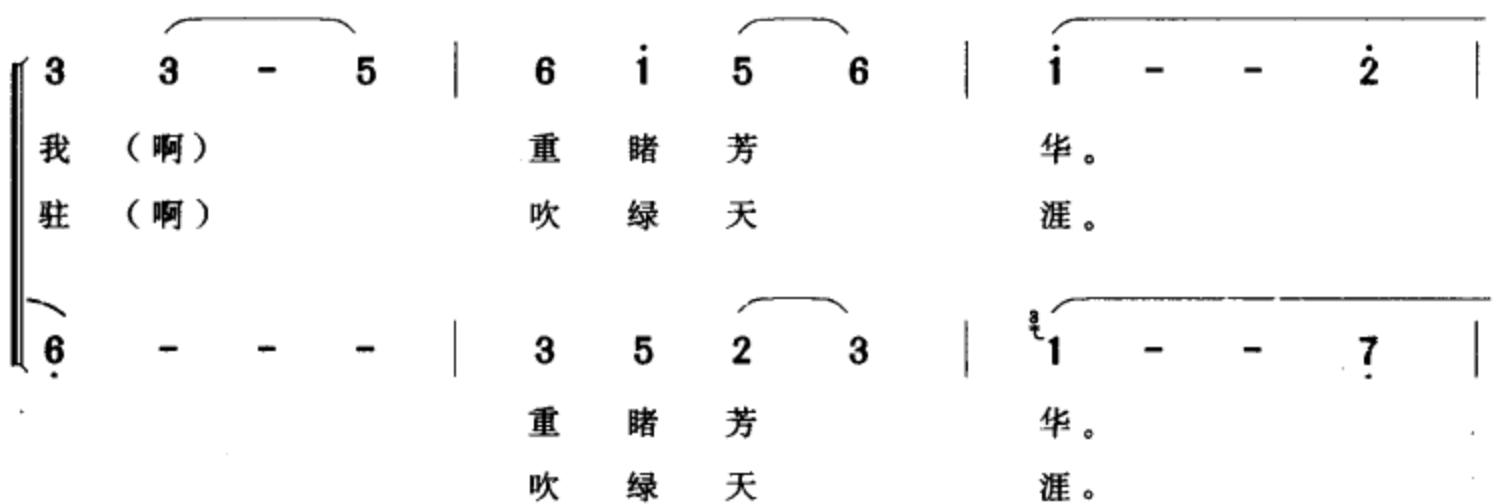 3 3 - 5 | 6 i 5 6 | i - - 2̇ |
我 （啊） 重 睹 芳 华。
驻 （啊） 吹 绿 天 涯。
6̣ - - - | 3 5 2 3 | 3 1 - - 7̣ |
重 睹 芳 华。
吹 绿 天 涯。